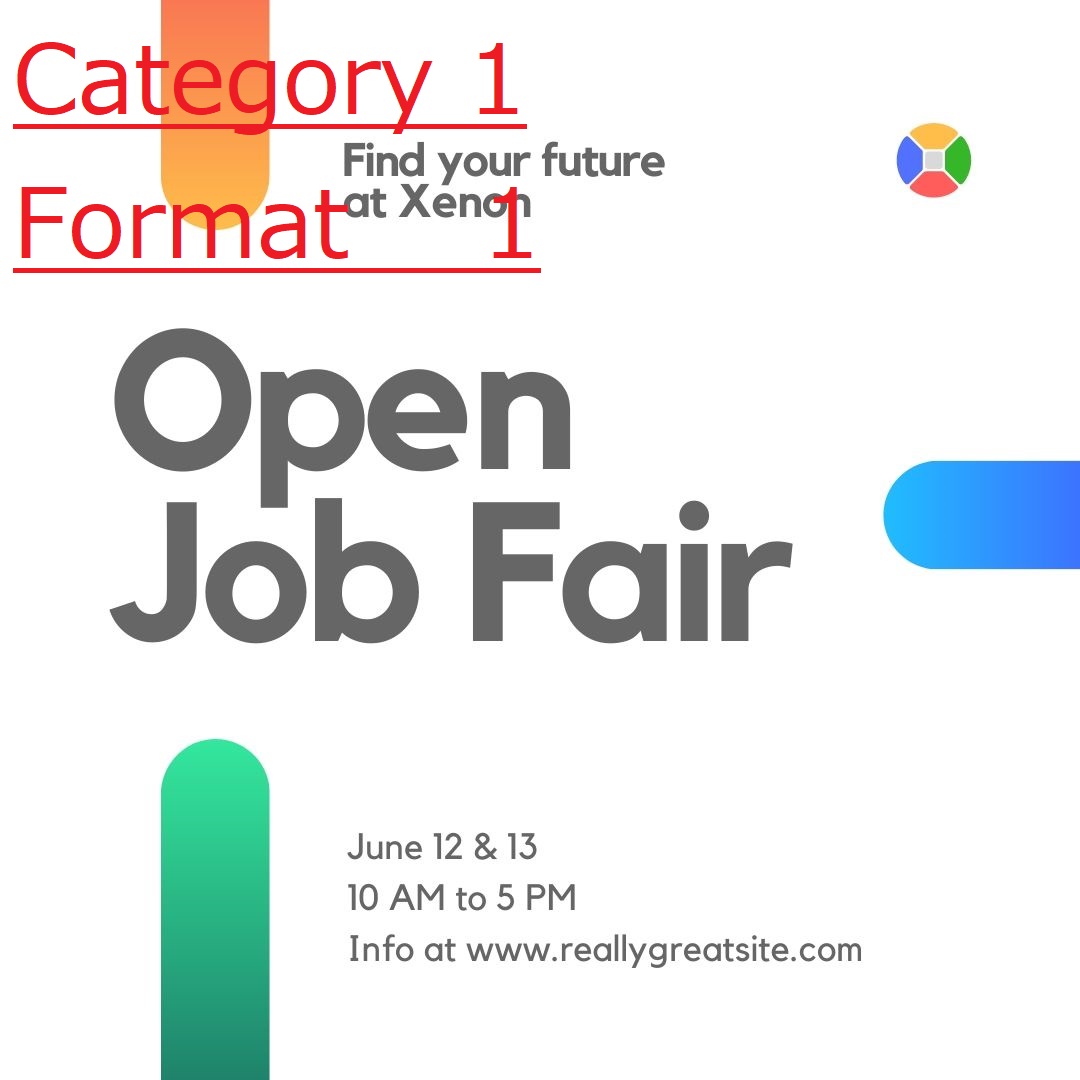 Category 1
Find your future
at Xenon
Format 1
Open
Job Fair
June 12 & 13
10 AM to 5 PM
Info at www.reallygreatsite.com